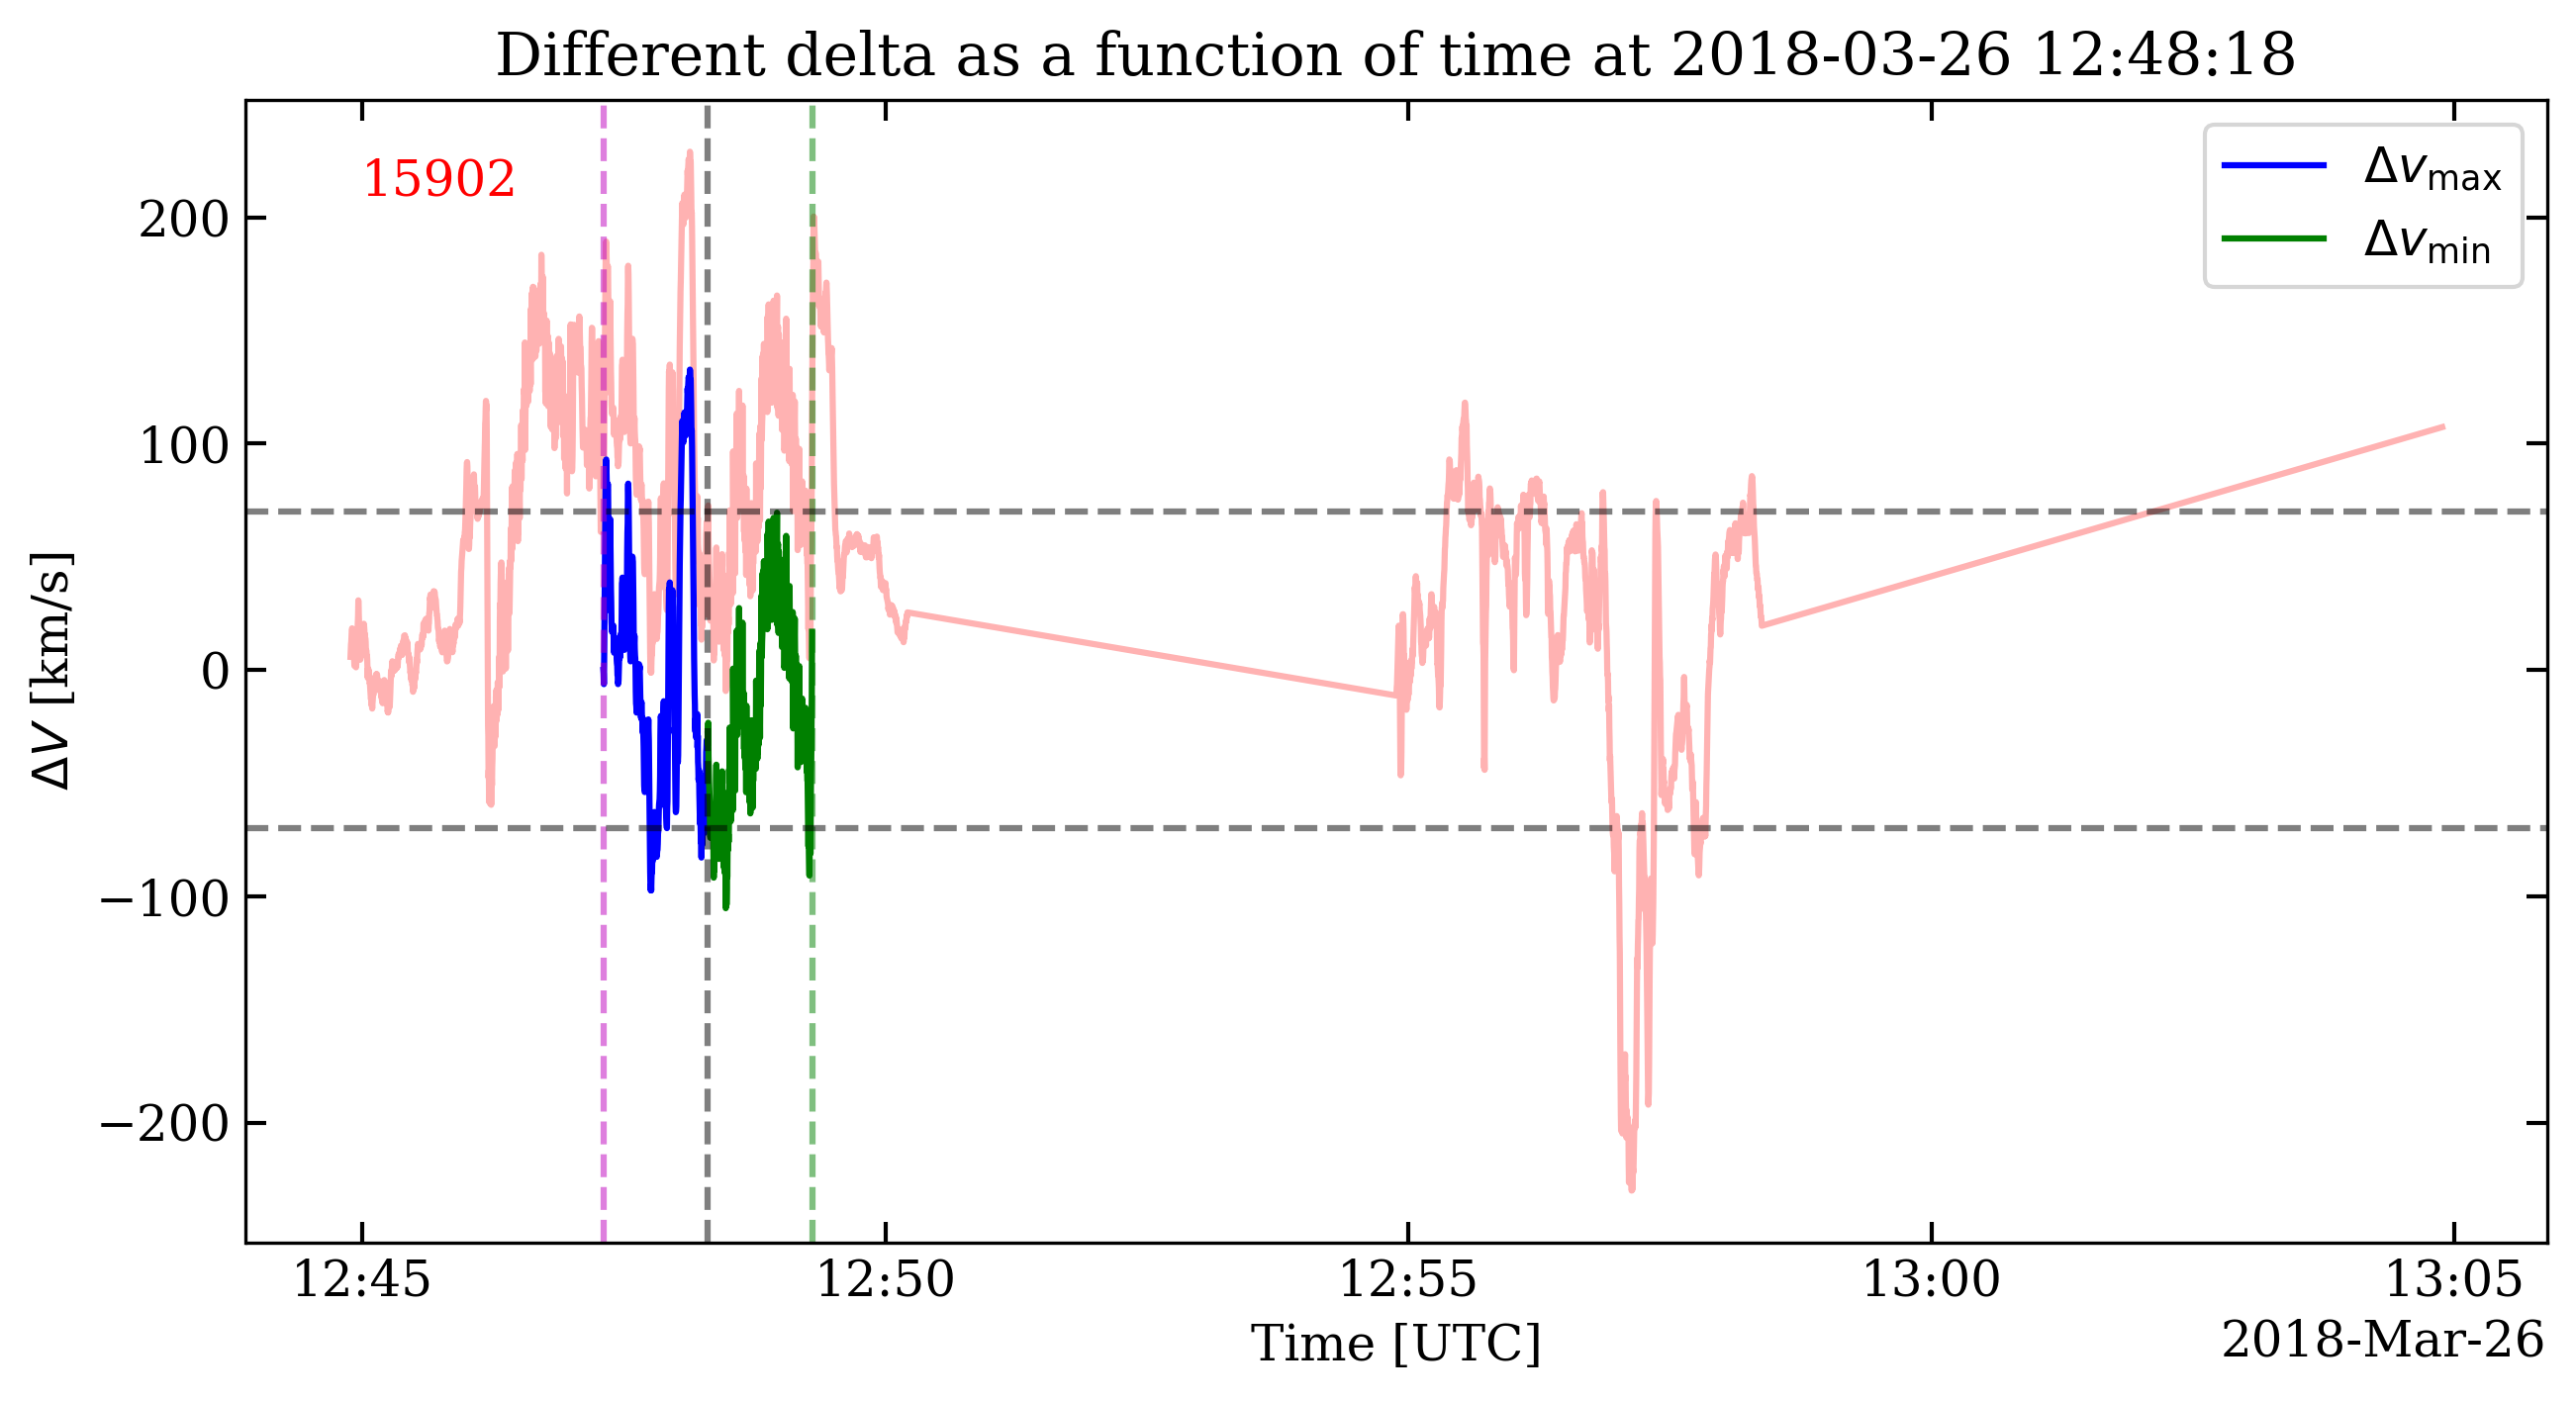 Different delta as a function of time at 2018-03-26 12:48:18
15902
Δv_max
Δv_min
200
100
0
−100
−200
ΔV [km/s]
12:45
12:50
12:55
13:00
13:05
Time [UTC]
2018-Mar-26